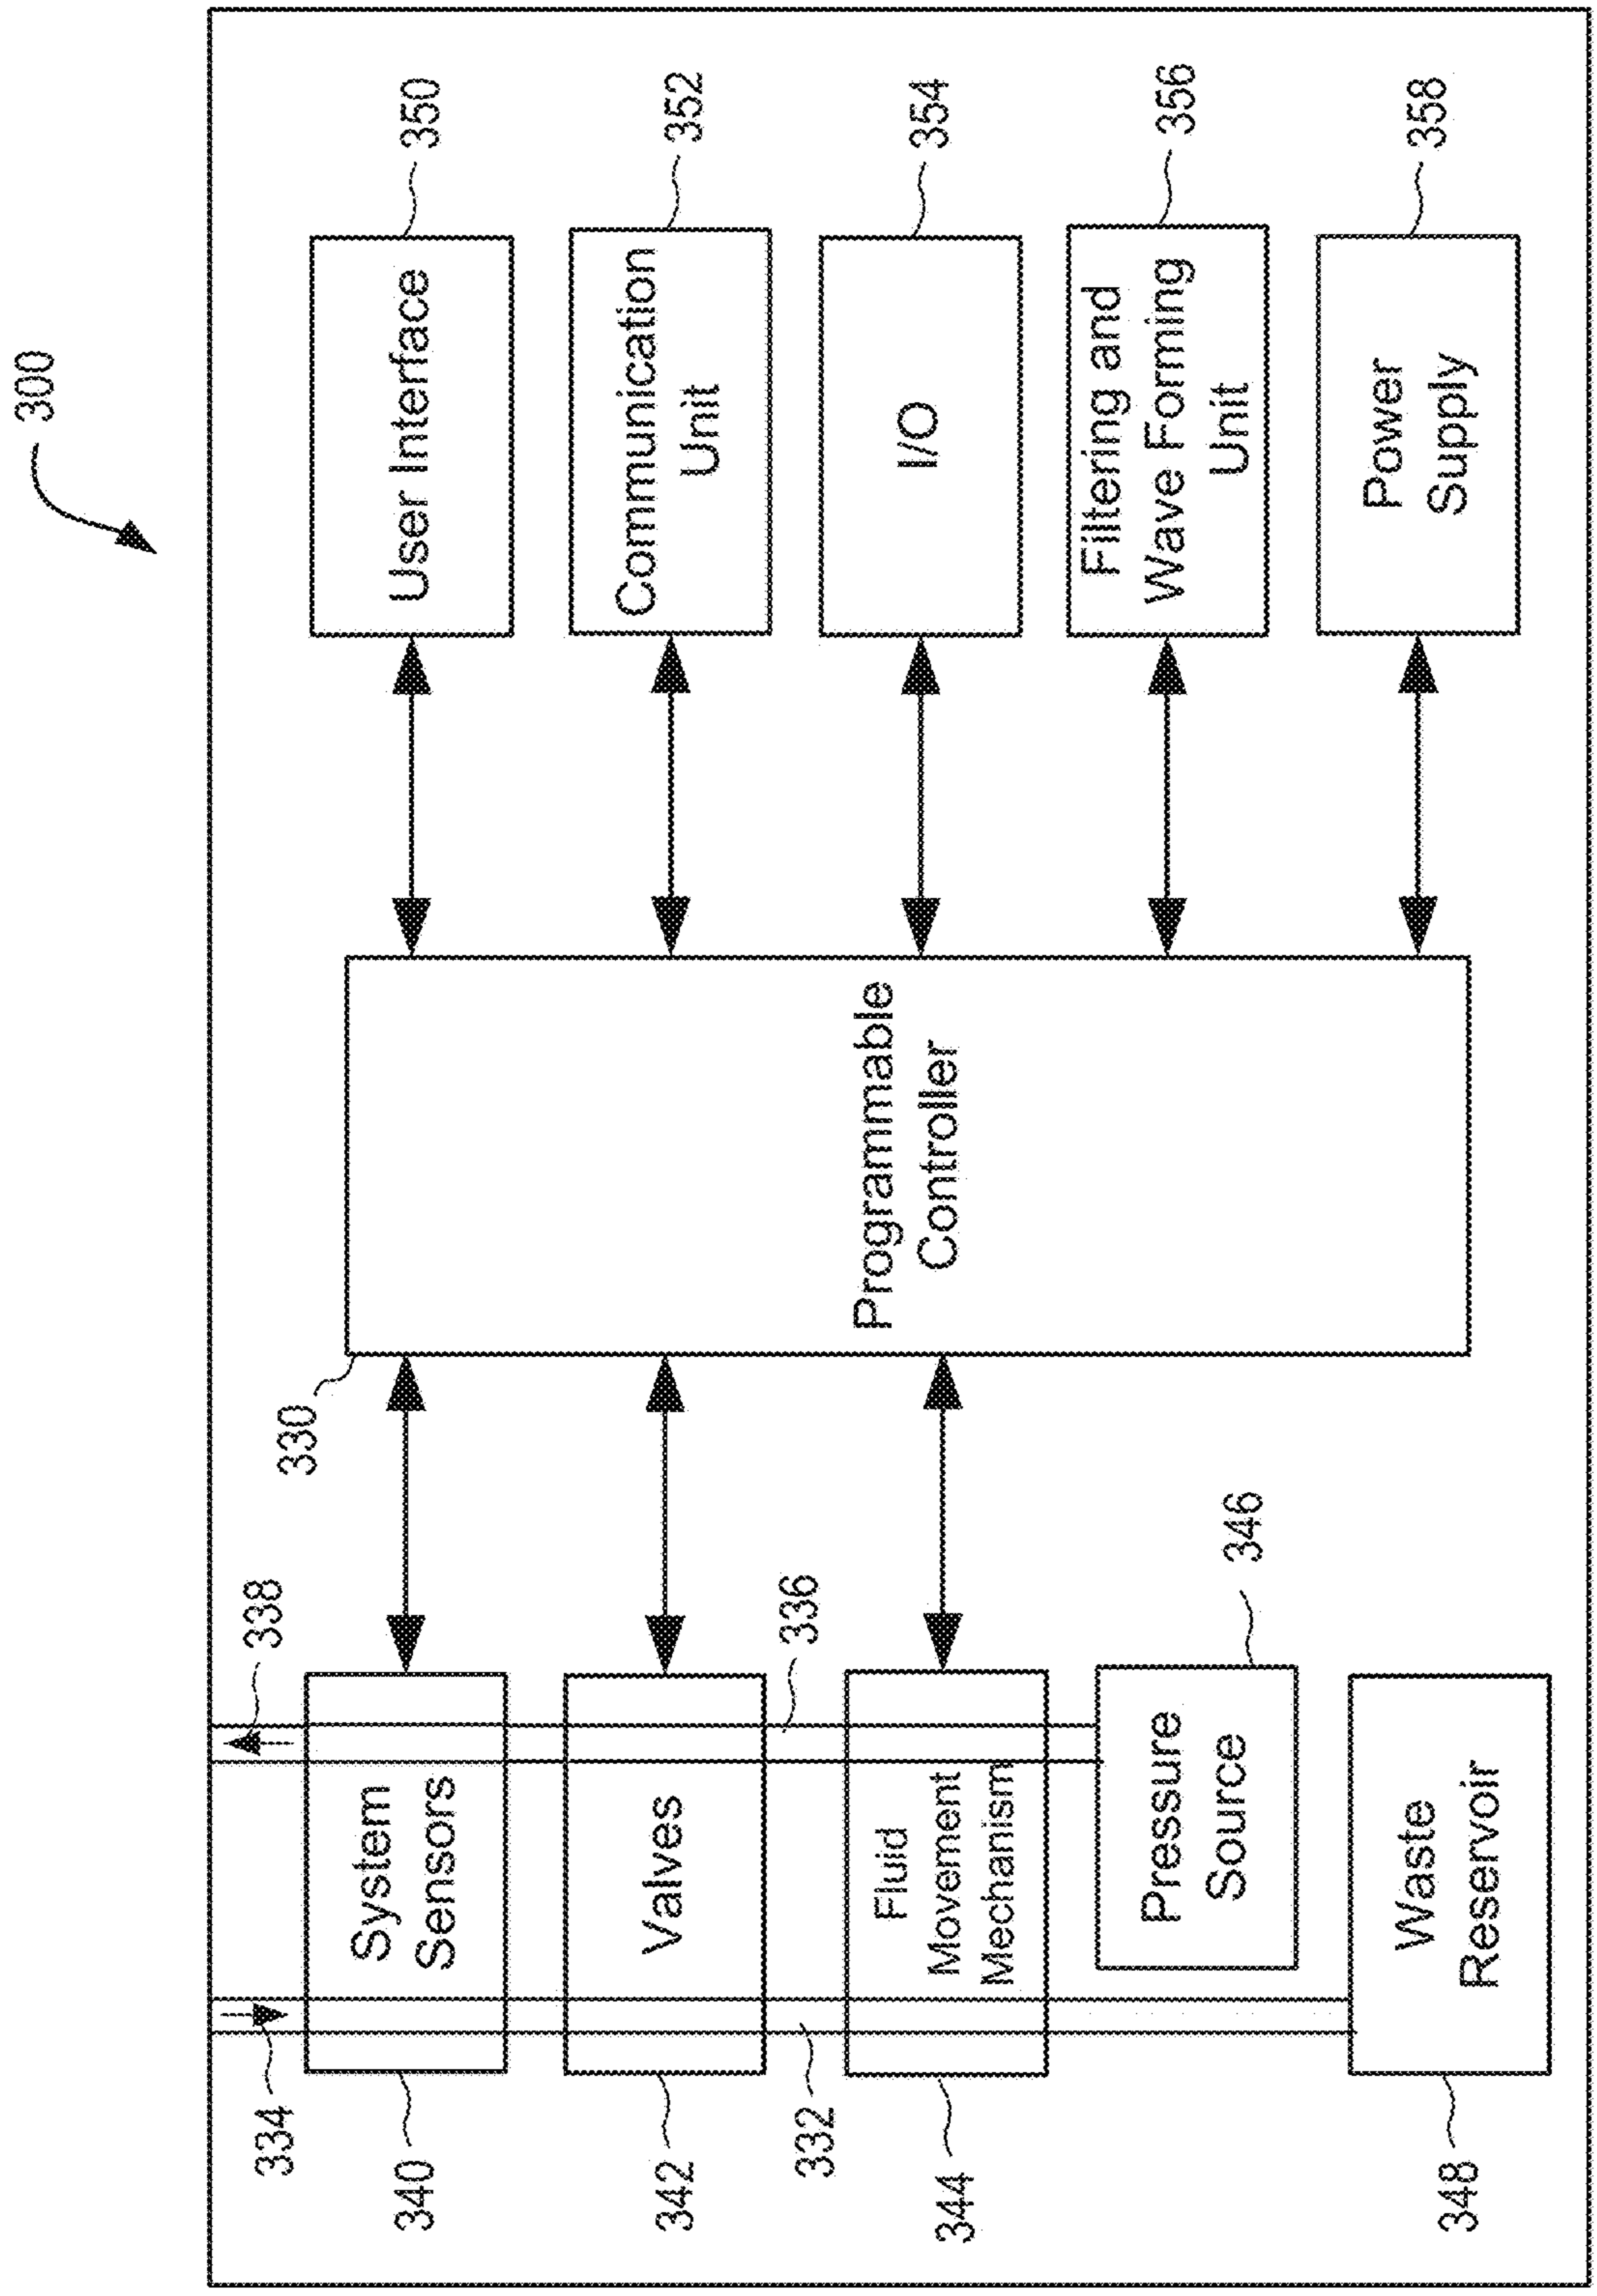 300
334
338
340
System
Sensors
342
Valves
332
336
344
Fluid
Movement
Mechanism
346
Pressure
Source
348
Waste
Reservoir
330
Programmable
Controller
User Interface
350
Communication
Unit
352
I/O
354
Filtering and
Wave Forming
Unit
356
Power
Supply
358